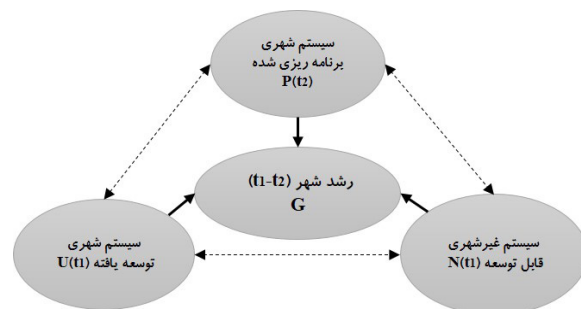 سیستم شهری
برنامه ریزی شده
P(t2)
رشد شهر (t1-t2)
G
سیستم شهری
توسعه یافته U(t1)
سیستم غیرشهری
قابل توسعه N(t1)